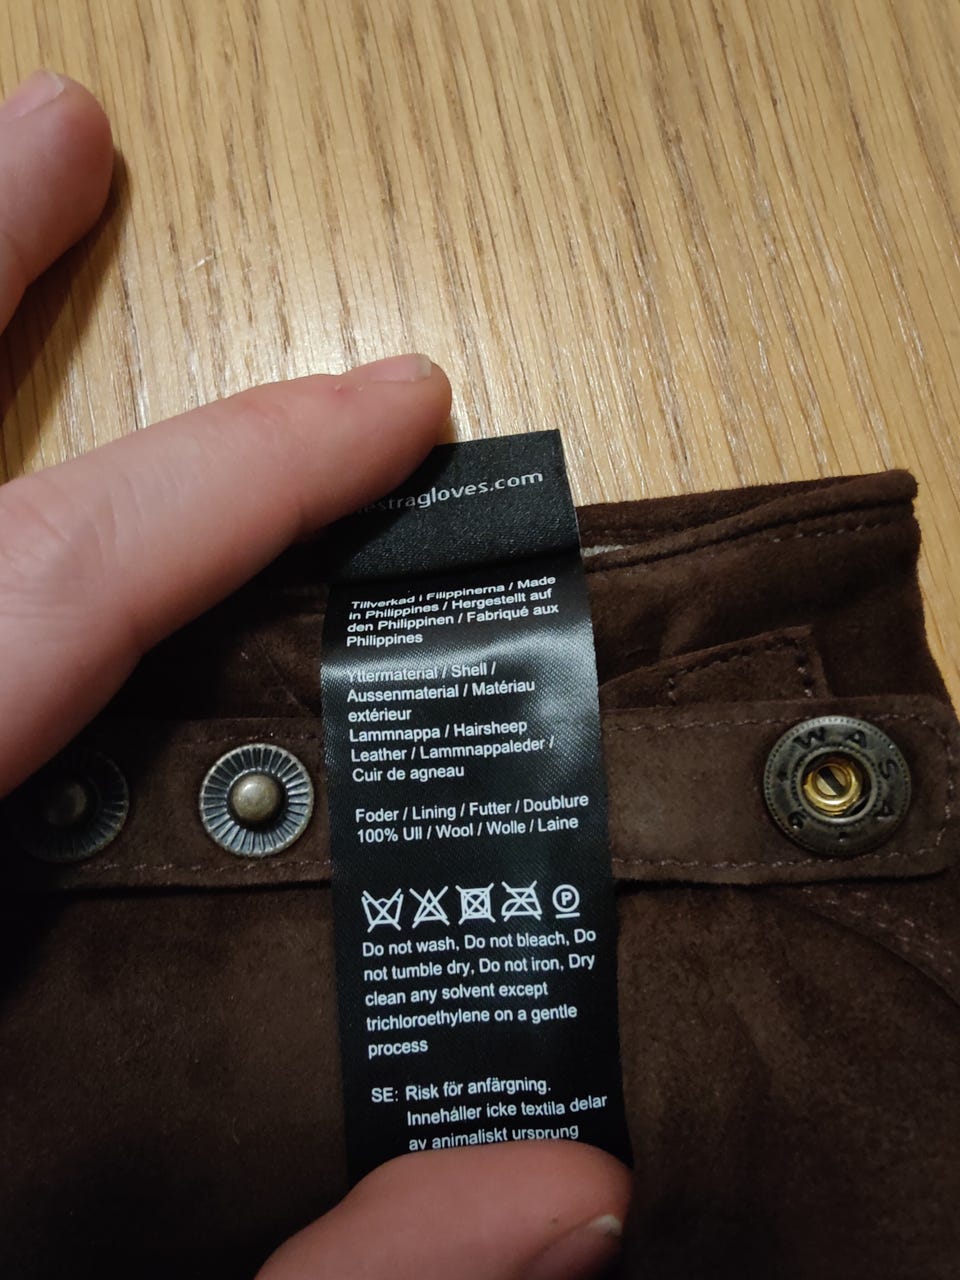 estragloves.com
Tillverkad i Filippinerna / Made
in Philippines / Hergestellt auf
den Philippinen / Fabriqué aux
Philippines
Yttermaterial / Shell /
Aussenmaterial / Matériau
extérieur
Lammnappa / Hairsheep
Leather / Lammnappaleder /
Cuir de agneau
Foder / Lining / Futter / Doublure
100% Ull / Wool / Wolle / Laine
P
Do not wash, Do not bleach, Do
not tumble dry, Do not iron, Dry
clean any solvent except
trichloroethylene on a gentle
process
SE: Risk för anfärgning.
Innehåller icke textila delar
av animaliskt ursprung